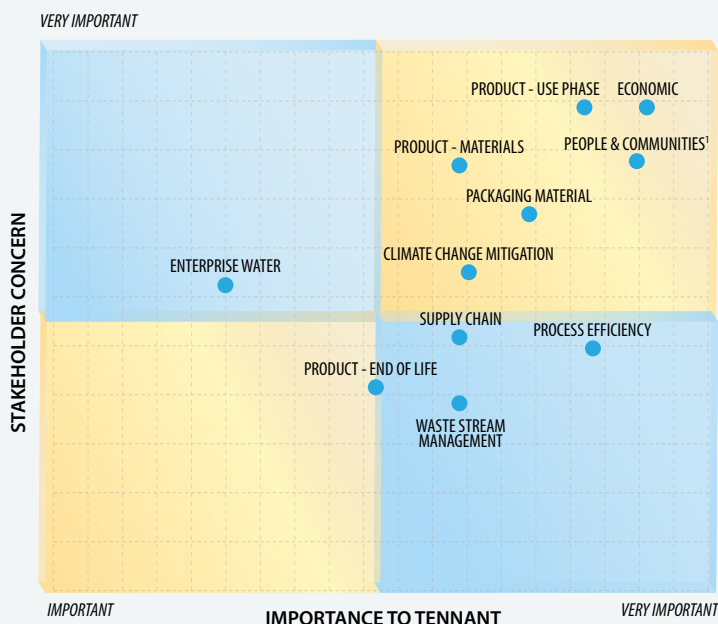 VERY IMPORTANT
PRODUCT - USE PHASE
ECONOMIC
PRODUCT - MATERIALS
PEOPLE & COMMUNITIES¹
PACKAGING MATERIAL
CLIMATE CHANGE MITIGATION
ENTERPRISE WATER
SUPPLY CHAIN
PROCESS EFFICIENCY
PRODUCT - END OF LIFE
WASTE STREAM
MANAGEMENT
STAKEHOLDER CONCERN
IMPORTANT
IMPORTANCE TO TENNANT
VERY IMPORTANT